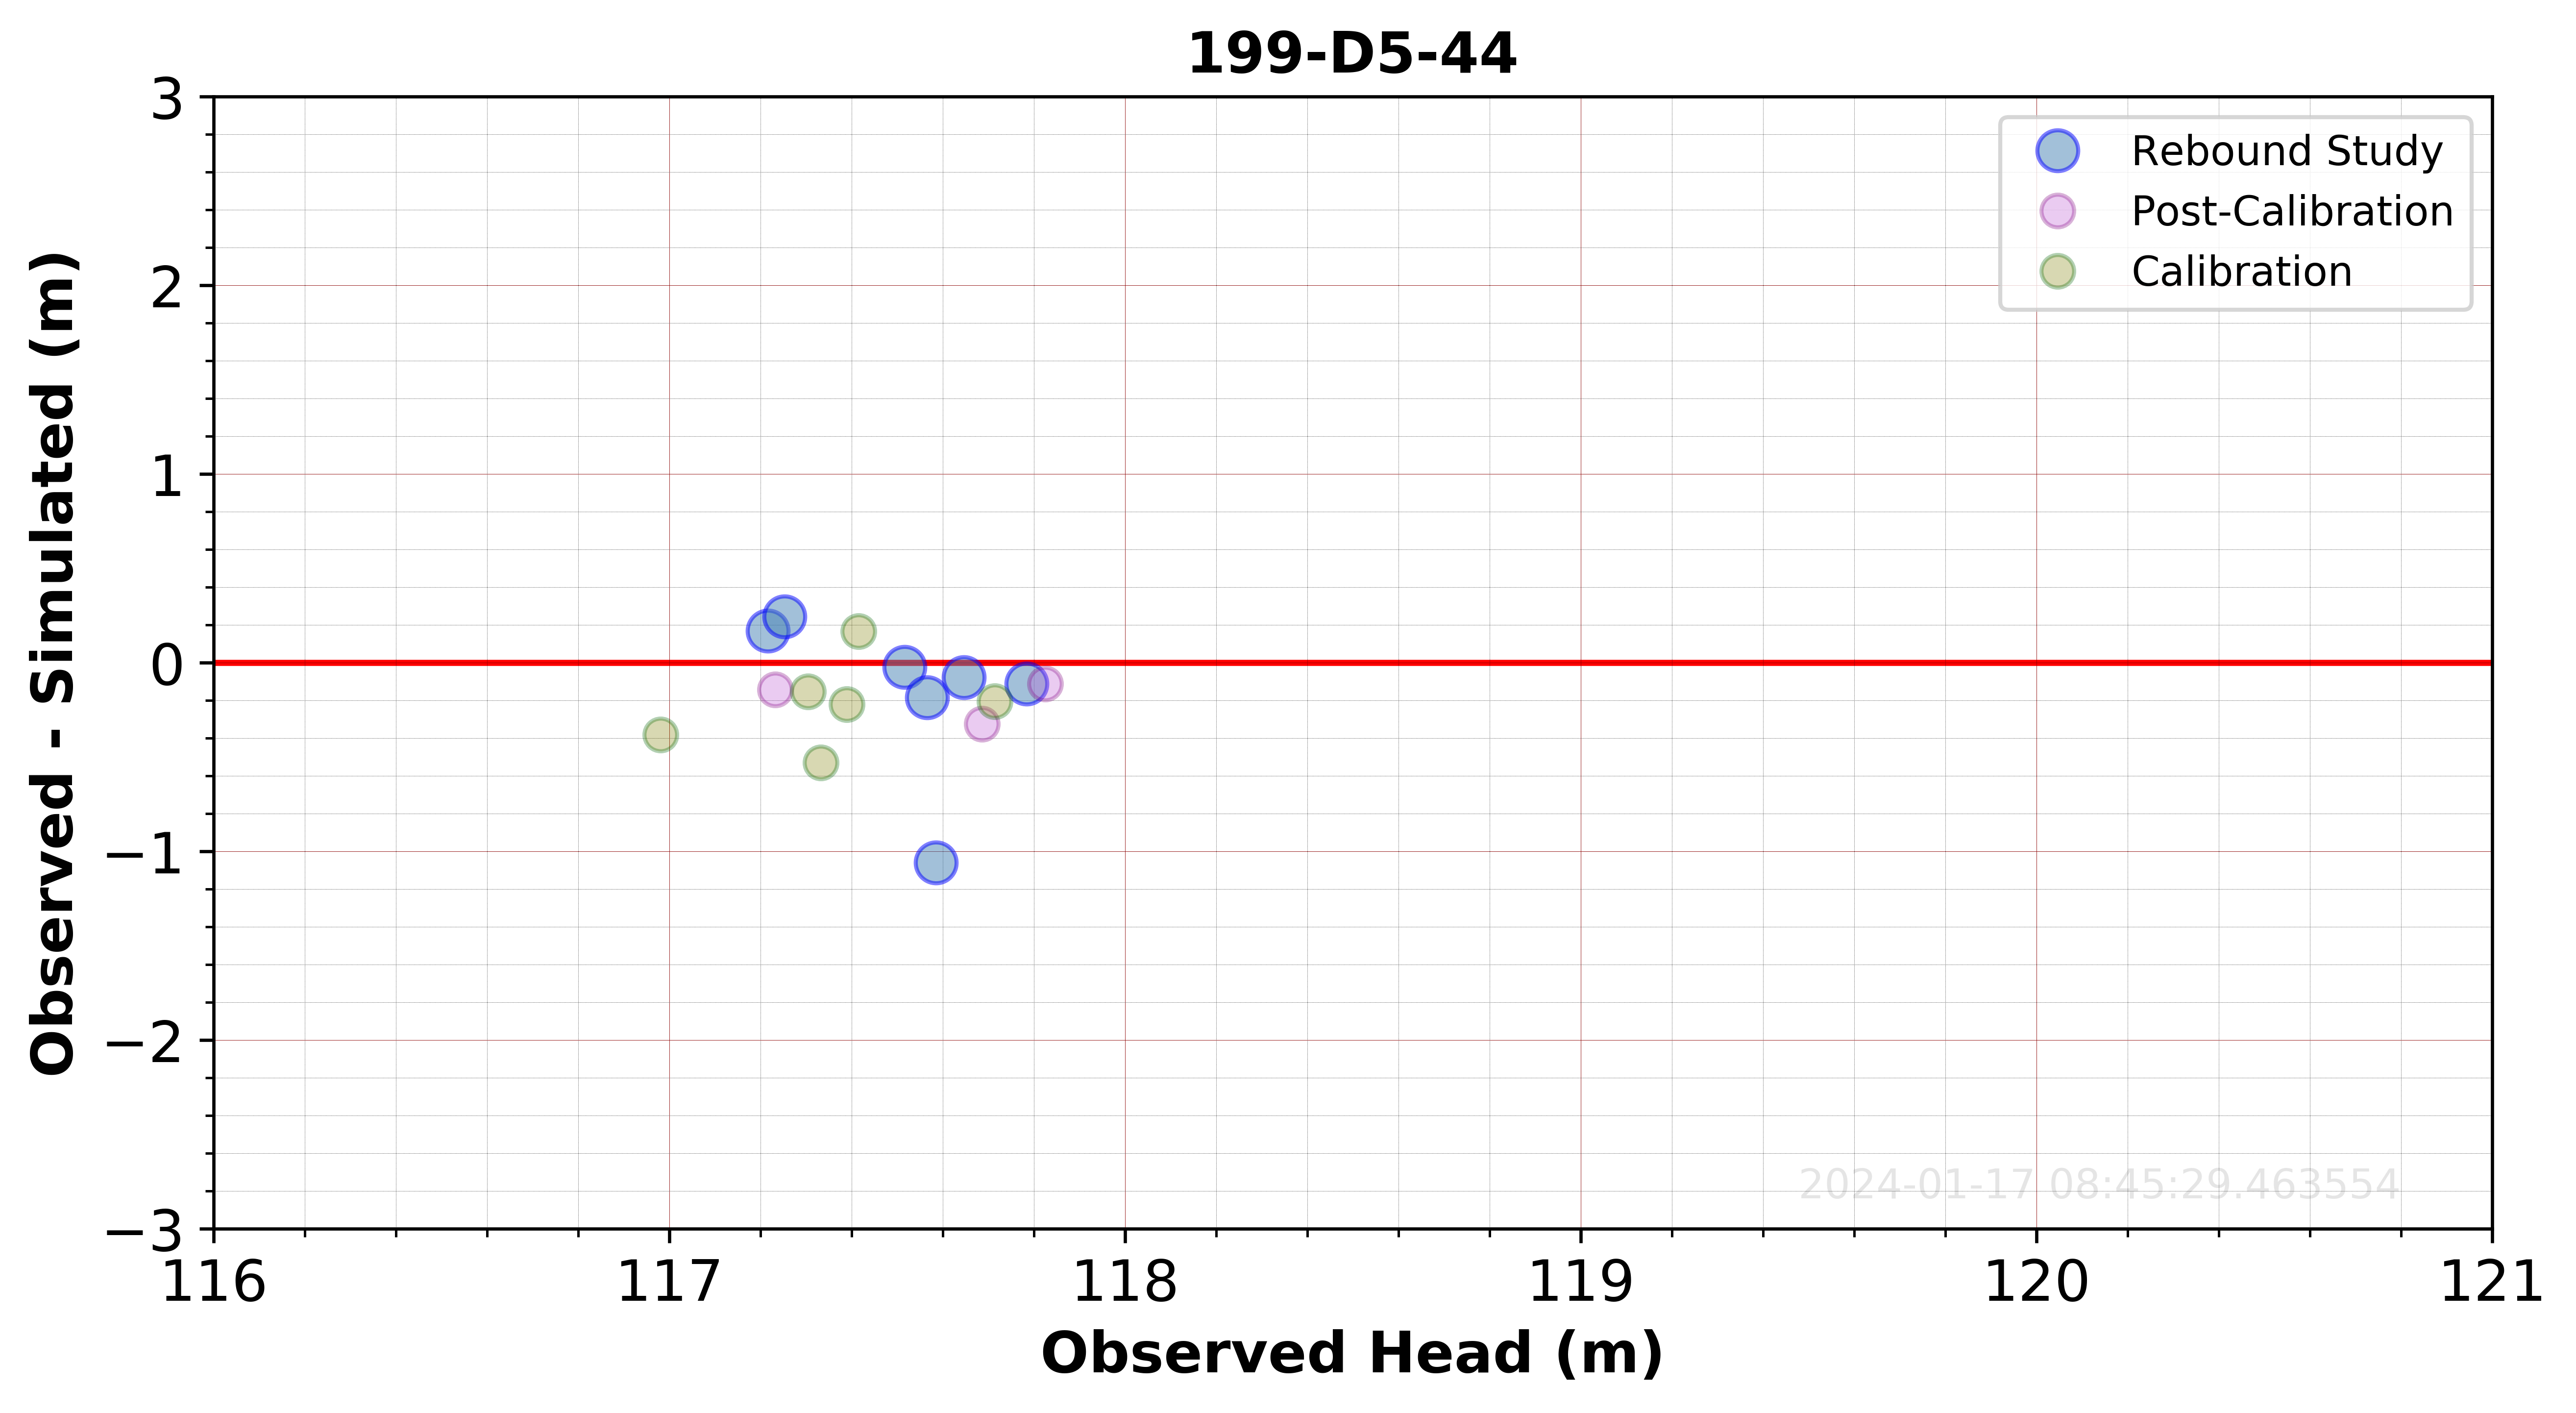 199-D5-44
Observed - Simulated (m)
3
2
1
0
−1
−2
−3
Rebound Study
Post-Calibration
Calibration
2024-01-17 08:45:29.463554
116 117 118 119 120 121
Observed Head (m)